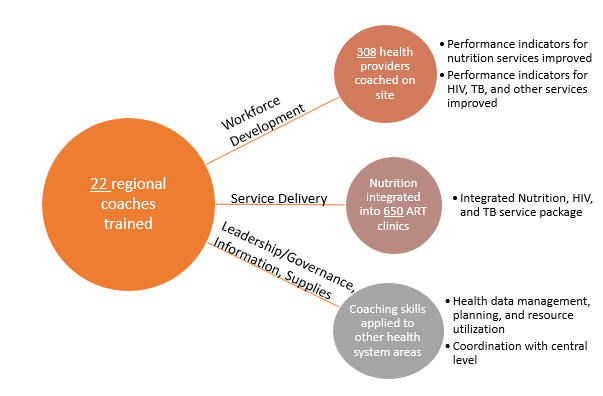 22 regional
coaches
trained
Workforce
Development
308 health
providers
coached on
site
• Performance indicators for
nutrition services improved
• Performance indicators for
HIV, TB, and other services
improved
Service Delivery
Nutrition
integrated
into 650 ART
clinics
• Integrated Nutrition, HIV,
and TB service package
Leadership/Governance,
Information, Supplies
Coaching skills
applied to
other health
system areas
• Health data management,
planning, and resource
utilization
• Coordination with central
level